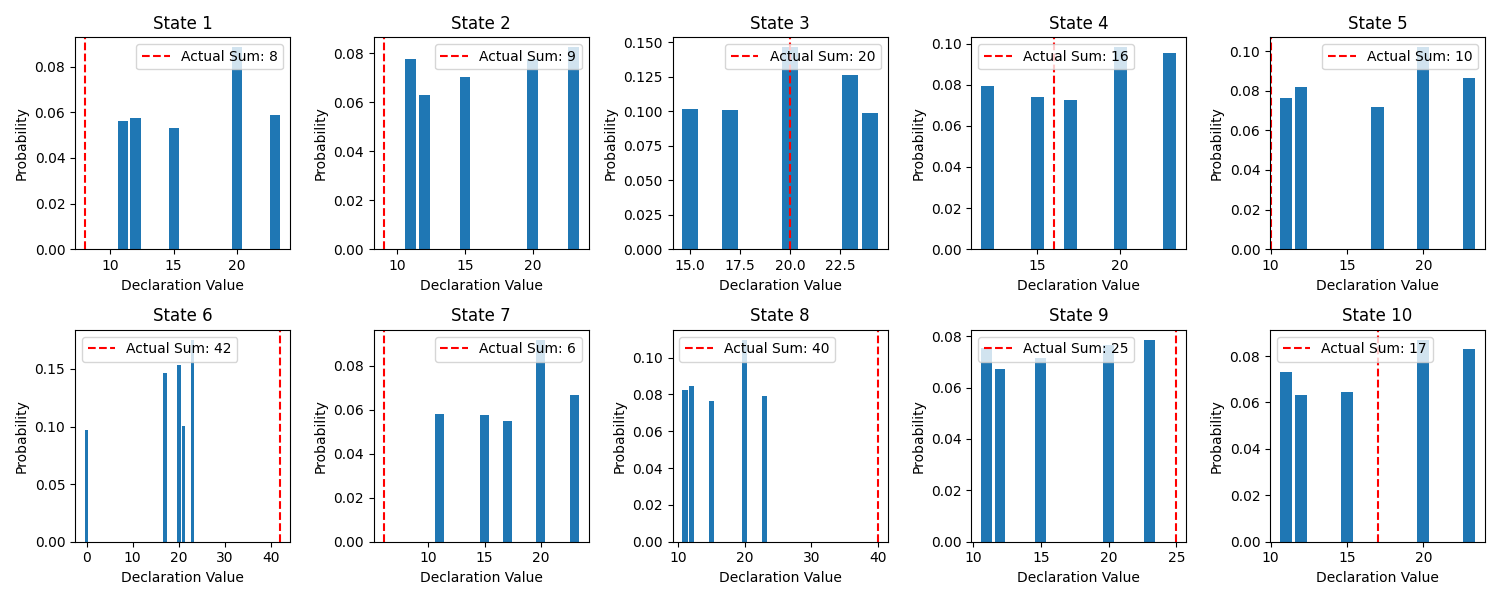 State 1
Actual Sum: 8
0.08
0.06
0.04
0.02
0.00
Probability
10 15 20
Declaration Value
State 2
Actual Sum: 9
0.08
0.06
0.04
0.02
0.00
Probability
10 15 20
Declaration Value
State 3
Actual Sum: 20
0.150
0.125
0.100
0.075
0.050
0.025
0.000
Probability
15.0 17.5 20.0 22.5
Declaration Value
State 4
Actual Sum: 16
0.10
0.08
0.06
0.04
0.02
0.00
Probability
15 20
Declaration Value
State 5
Actual Sum: 10
0.10
0.08
0.06
0.04
0.02
0.00
Probability
10 15 20
Declaration Value
State 6
Actual Sum: 42
0.15
0.10
0.05
0.00
Probability
0 10 20 30 40
Declaration Value
State 7
Actual Sum: 6
0.08
0.06
0.04
0.02
0.00
Probability
10 15 20
Declaration Value
State 8
Actual Sum: 40
0.10
0.08
0.06
0.04
0.02
0.00
Probability
10 20 30 40
Declaration Value
State 9
Actual Sum: 25
0.08
0.06
0.04
0.02
0.00
Probability
10 15 20 25
Declaration Value
State 10
Actual Sum: 17
0.08
0.06
0.04
0.02
0.00
Probability
10 15 20
Declaration Value